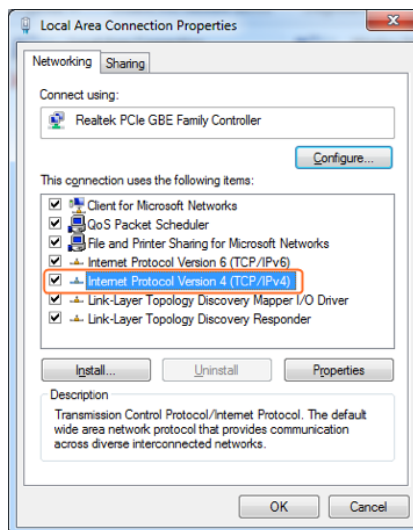 Local Area Connection Properties
Networking
Sharing
Connect using:
Realtek PCIe GBE Family Controller
Configure...
This connection uses the following items:
Client for Microsoft Networks
QoS Packet Scheduler
File and Printer Sharing for Microsoft Networks
Internet Protocol Version 6 (TCP/IPv6)
Internet Protocol Version 4 (TCP/IPv4)
Link-Layer Topology Discovery Mapper I/O Driver
Link-Layer Topology Discovery Responder
Install...
Uninstall
Properties
Description
Transmission Control Protocol/Internet Protocol. The default
wide area network protocol that provides communication
across diverse interconnected networks.
OK
Cancel